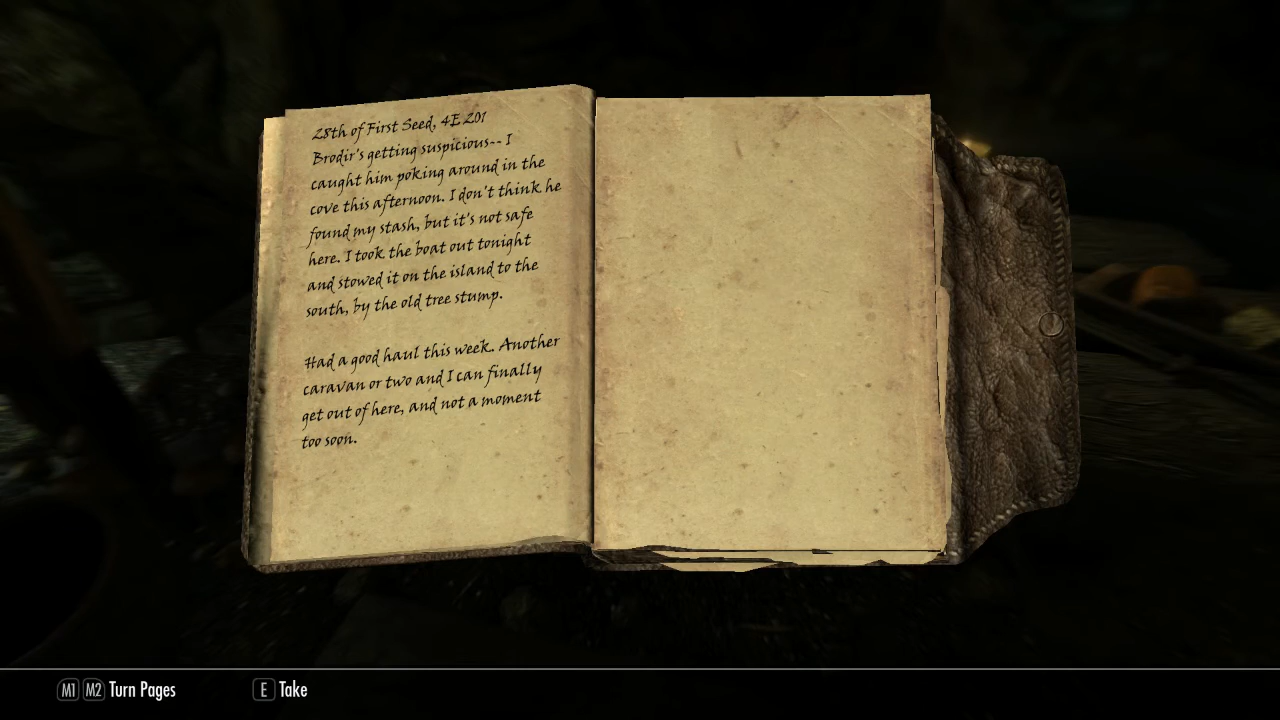 28th of First Seed, 4E 201
Brodir's getting suspicious-- I
caught him poking around in the
cove this afternoon. I don't think he
found my stash, but it's not safe
here. I took the boat out tonight
and stowed it on the island to the
south, by the old tree stump.
Had a good haul this week. Another
caravan or two and I can finally
get out of here, and not a moment
too soon.
M1 M2 Turn Pages E Take